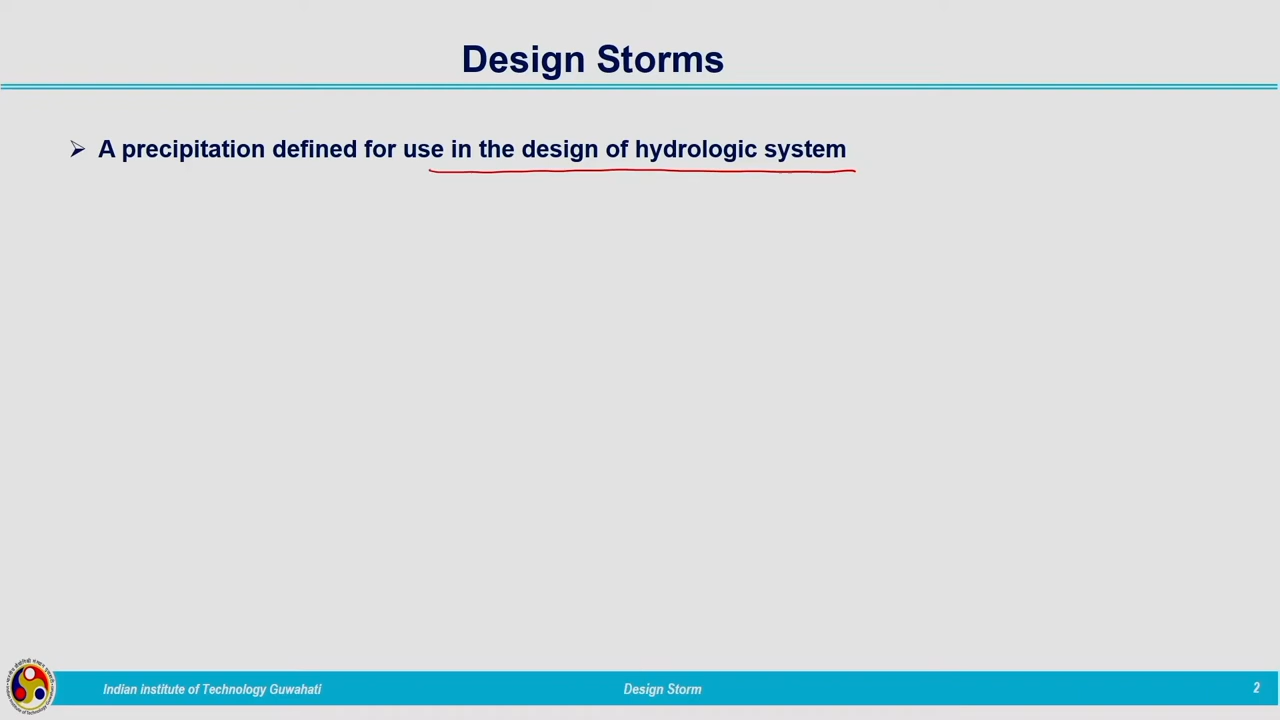 Design Storms
A precipitation defined for use in the design of hydrologic system
Indian institute of Technology Guwahati
Design Storm
2